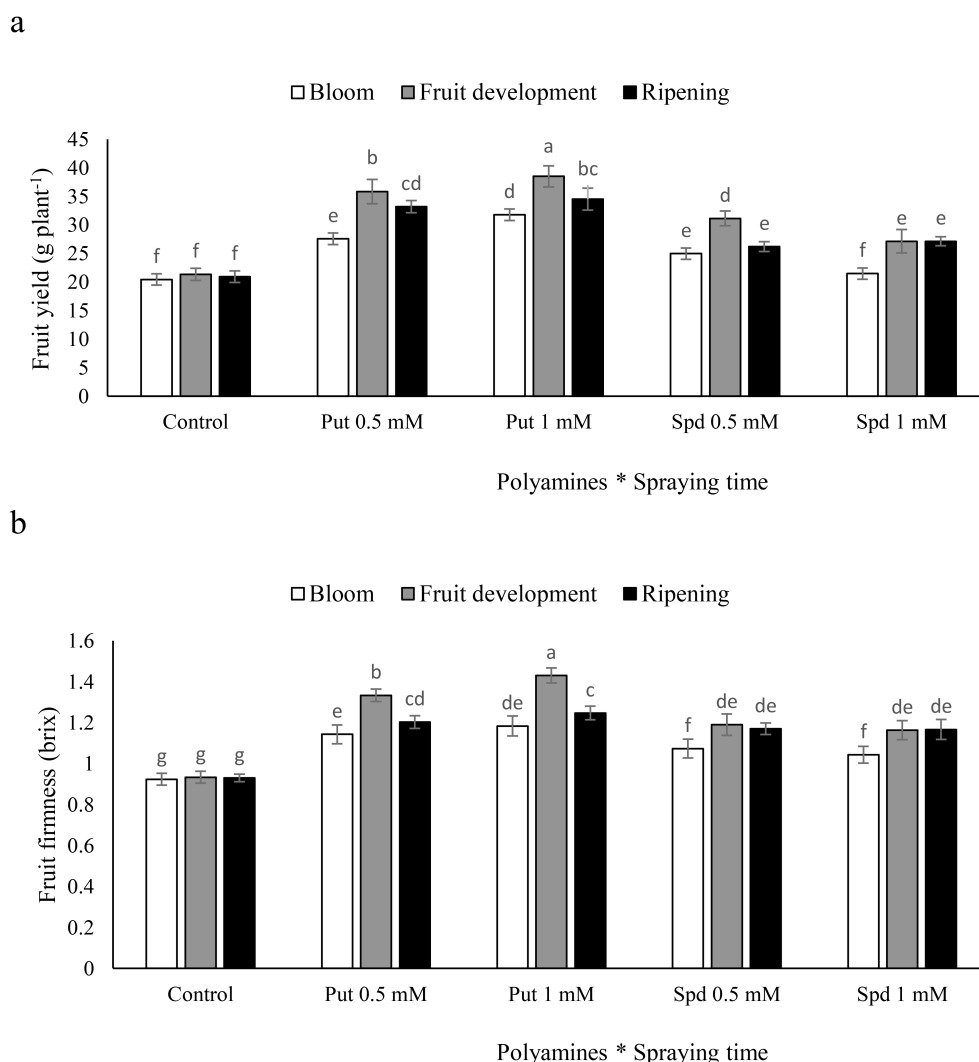 a
Bloom Fruit development Ripening
Fruit yield (g plant⁻¹)
45
40
35
30
25
20
15
10
5
0
f f f e b cd d a bc e d e f e e
Control Put 0.5 mM Put 1 mM Spd 0.5 mM Spd 1 mM
Polyamines * Spraying time
b
Bloom Fruit development Ripening
Fruit firmness (brix)
1.6
1.4
1.2
1
0.8
0.6
0.4
0.2
0
g g g e b cd de a c f de de f de de
Control Put 0.5 mM Put 1 mM Spd 0.5 mM Spd 1 mM
Polyamines * Spraying time